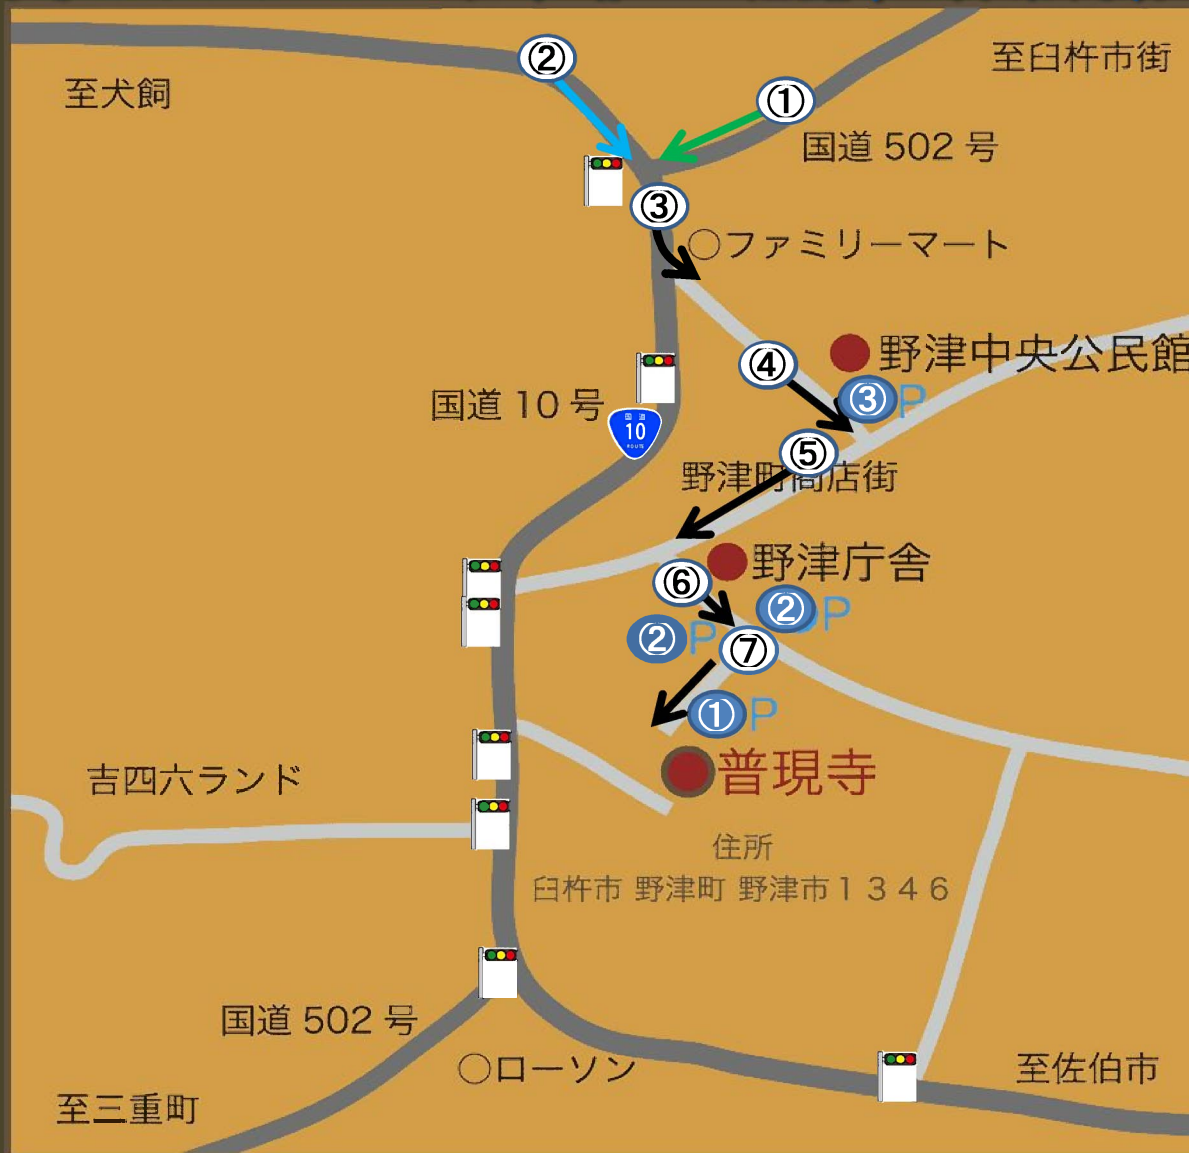 ②
至臼杵市街
至犬飼
①
国道 502 号
③
○ファミリーマート
野津中央公民館
④
③P
国道 10 号
国道
10
ROUTE
⑤
野津町商店街
野津庁舎
⑥
②P
②P
⑦
①P
普現寺
吉四六ランド
住所
臼杵市 野津町 野津市1346
国道 502 号
○ローソン
至佐伯市
至三重町